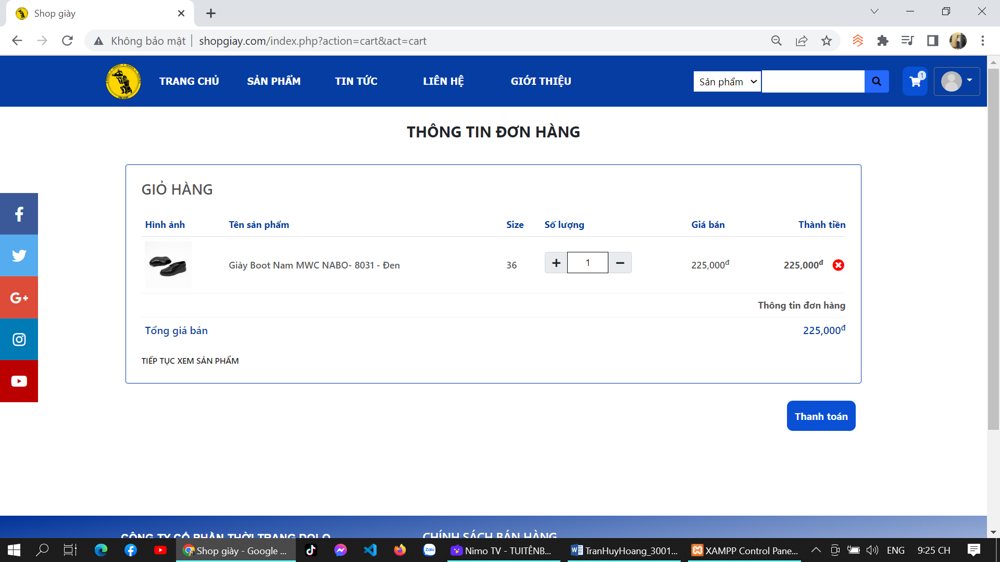 Shop giày
Không bảo mật | shopgiay.com/index.php?action=cart&act=cart
TRANG CHỦ SẢN PHẨM TIN TỨC LIÊN HỆ GIỚI THIỆU Sản phẩm 1
THÔNG TIN ĐƠN HÀNG
GIỎ HÀNG
Hình ảnh Tên sản phẩm Size Số lượng Giá bán Thành tiền
Giày Boot Nam MWC NABO- 8031 - Đen 36 + 1 − 225,000đ 225,000đ
Thông tin đơn hàng
Tổng giá bán 225,000đ
TIẾP TỤC XEM SẢN PHẨM
Thanh toán
CÔNG TY CỔ PHẦN THỜI TRANG DOLO CHÍNH SÁCH BÁN HÀNG
Shop giày - Google ... Zalo Nimo TV - TUITÊNB... TranHuyHoang_3001... XAMPP Control Pane... ENG 9:25 CH